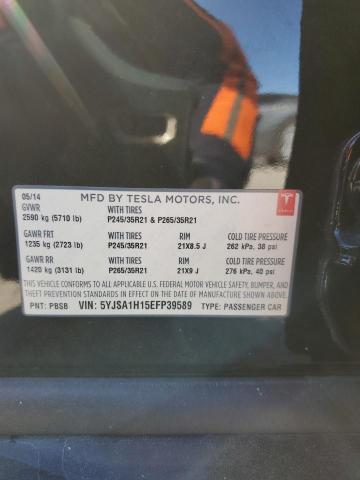 05/14 MFD BY TESLA MOTORS, INC.
GVWR WITH TIRES
2590 kg (5710 lb) P245/35R21 & P265/35R21
GAWR FRT WITH TIRES RIM COLD TIRE PRESSURE
1235 kg (2723 lb) P245/35R21 21X8.5 J 262 kPa, 38 psi
GAWR RR WITH TIRES RIM COLD TIRE PRESSURE
1420 kg (3131 lb) P265/35R21 21X9 J 276 kPa, 40 psi
THIS VEHICLE CONFORMS TO ALL APPLICABLE FEDERAL MOTOR VEHICLE SAFETY, BUMPER, AND
THEFT PREVENTION STANDARDS IN EFFECT ON THE DATE OF MANUFACTURE SHOWN ABOVE.
PNT: PBSB VIN: 5YJSA1H15EFP39589 TYPE: PASSENGER CAR